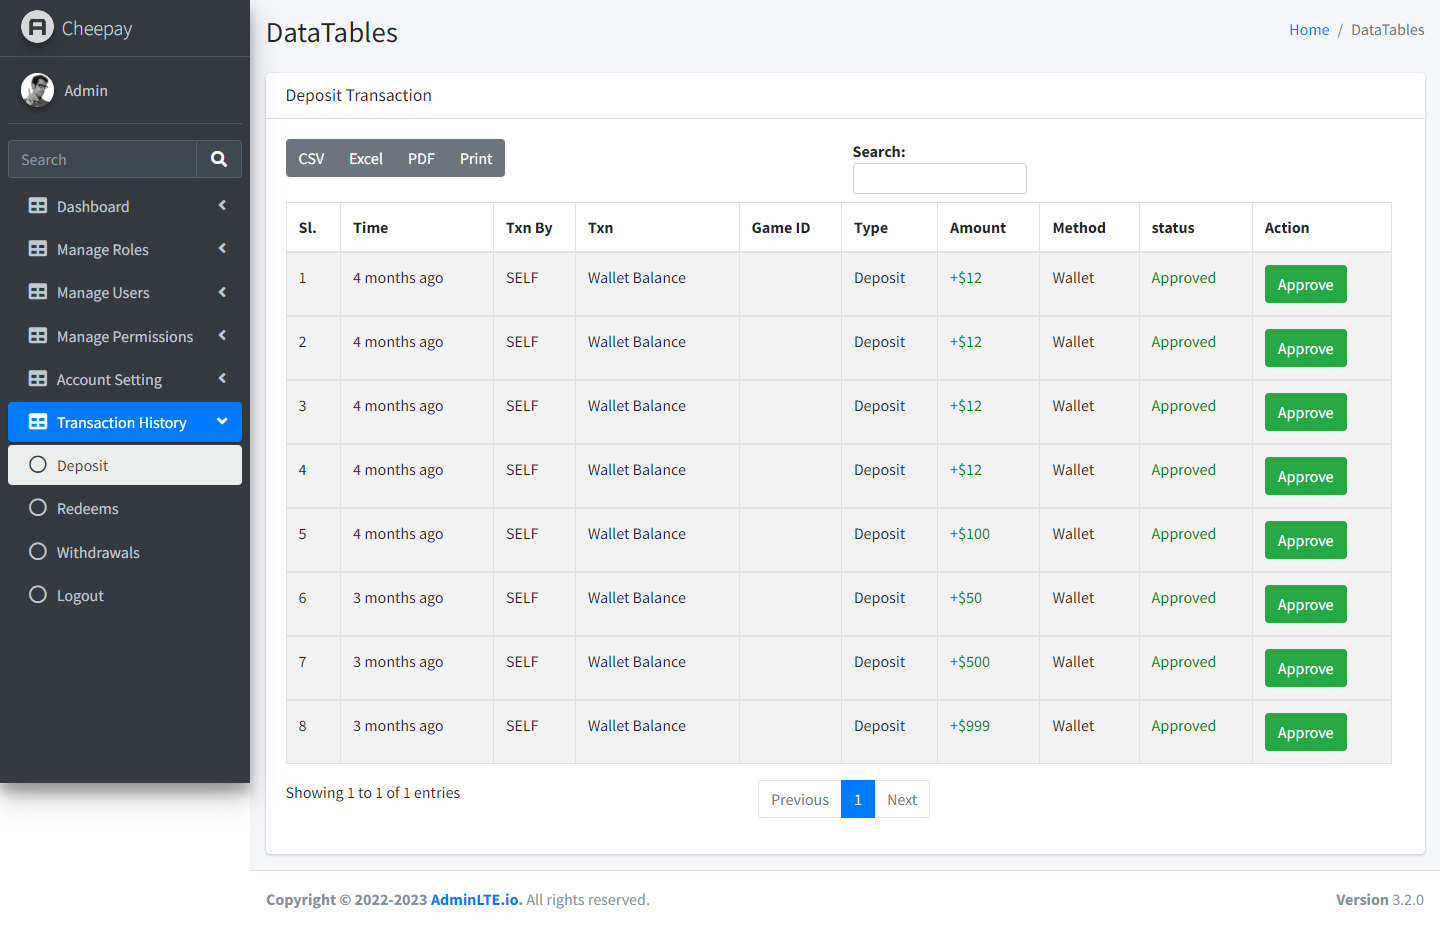 Cheepay
Admin
Search
Dashboard
Manage Roles
Manage Users
Manage Permissions
Account Setting
Transaction History
Deposit
Redeems
Withdrawals
Logout
DataTables
Home / DataTables
Deposit Transaction
CSV Excel PDF Print
Search:
Sl. Time Txn By Txn Game ID Type Amount Method status Action
1 4 months ago SELF Wallet Balance Deposit +$12 Wallet Approved Approve
2 4 months ago SELF Wallet Balance Deposit +$12 Wallet Approved Approve
3 4 months ago SELF Wallet Balance Deposit +$12 Wallet Approved Approve
4 4 months ago SELF Wallet Balance Deposit +$12 Wallet Approved Approve
5 4 months ago SELF Wallet Balance Deposit +$100 Wallet Approved Approve
6 3 months ago SELF Wallet Balance Deposit +$50 Wallet Approved Approve
7 3 months ago SELF Wallet Balance Deposit +$500 Wallet Approved Approve
8 3 months ago SELF Wallet Balance Deposit +$999 Wallet Approved Approve
Showing 1 to 1 of 1 entries
Previous 1 Next
Copyright © 2022-2023 AdminLTE.io. All rights reserved.
Version 3.2.0